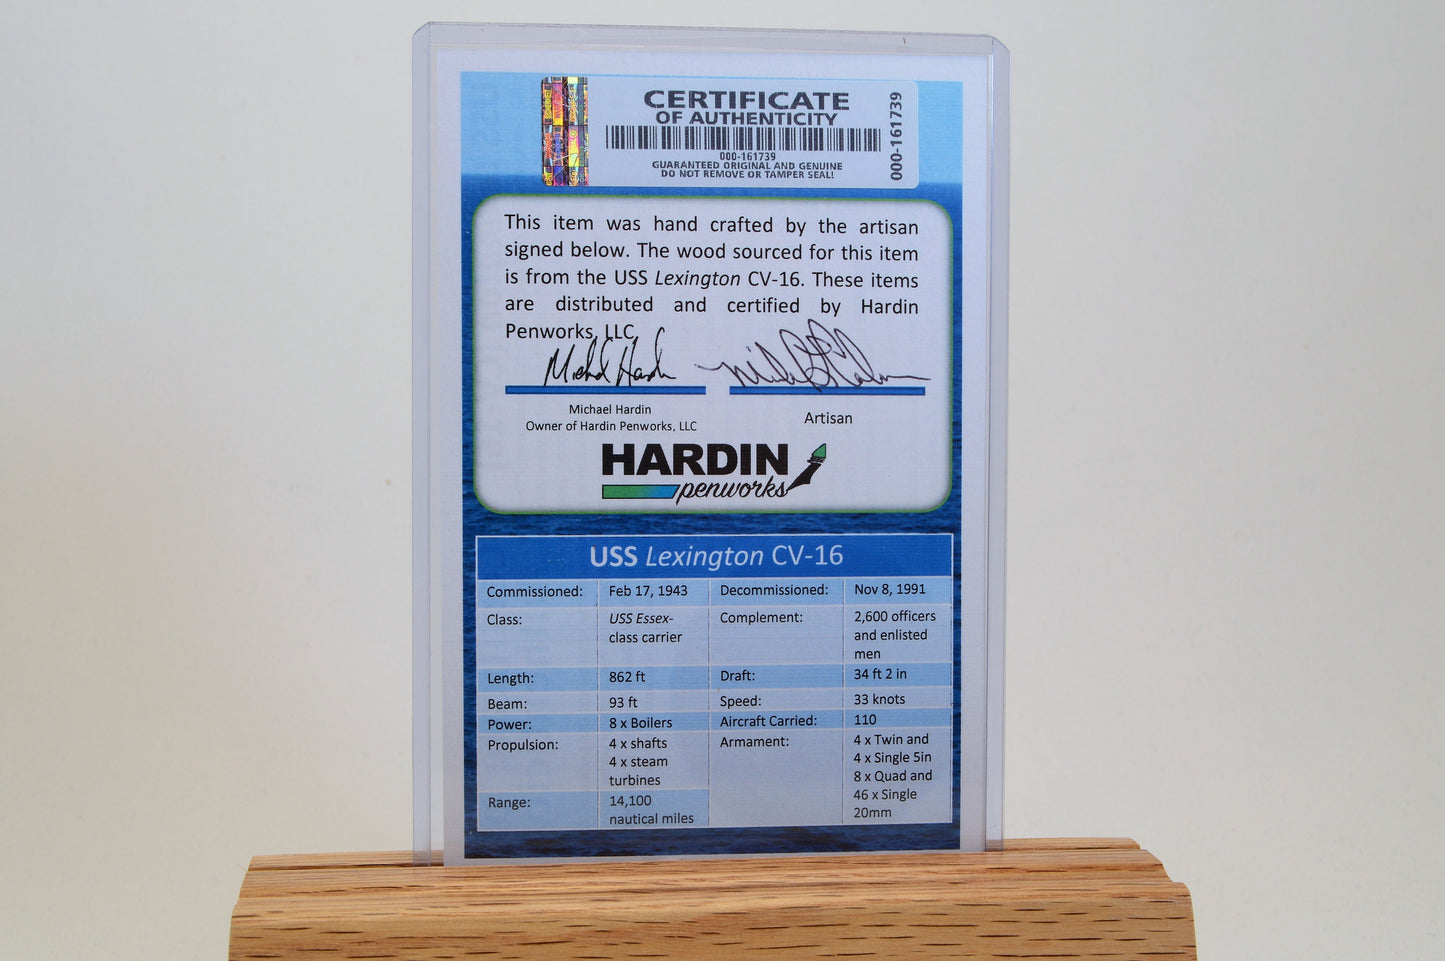 CERTIFICATE
OF AUTHENTICITY
000-161739
GUARANTEED ORIGINAL AND GENUINE
DO NOT REMOVE OR TAMPER SEAL!
000-161739
This item was hand crafted by the artisan
signed below. The wood sourced for this item
is from the USS Lexington CV-16. These items
are distributed and certified by Hardin
Penworks, LLC
Michael Hardin
Michael Hardin
Owner of Hardin Penworks, LLC
Artisan
HARDIN
penworks
USS Lexington CV-16
Commissioned: Feb 17, 1943 Decommissioned: Nov 8, 1991
Class: USS Essex- Complement: 2,600 officers
class carrier and enlisted
men
Length: 862 ft Draft: 34 ft 2 in
Beam: 93 ft Speed: 33 knots
Power: 8 x Boilers Aircraft Carried: 110
Propulsion: 4 x shafts Armament: 4 x Twin and
4 x steam 4 x Single 5in
turbines 8 x Quad and
Range: 14,100 46 x Single
nautical miles 20mm